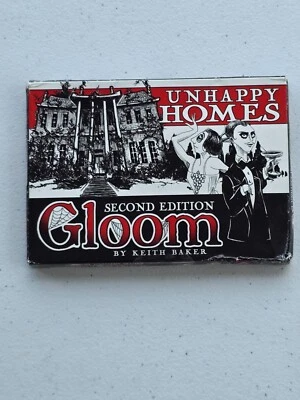 UNHAPPY
HOMES
SECOND EDITION
Gloom
BY KEITH BAKER